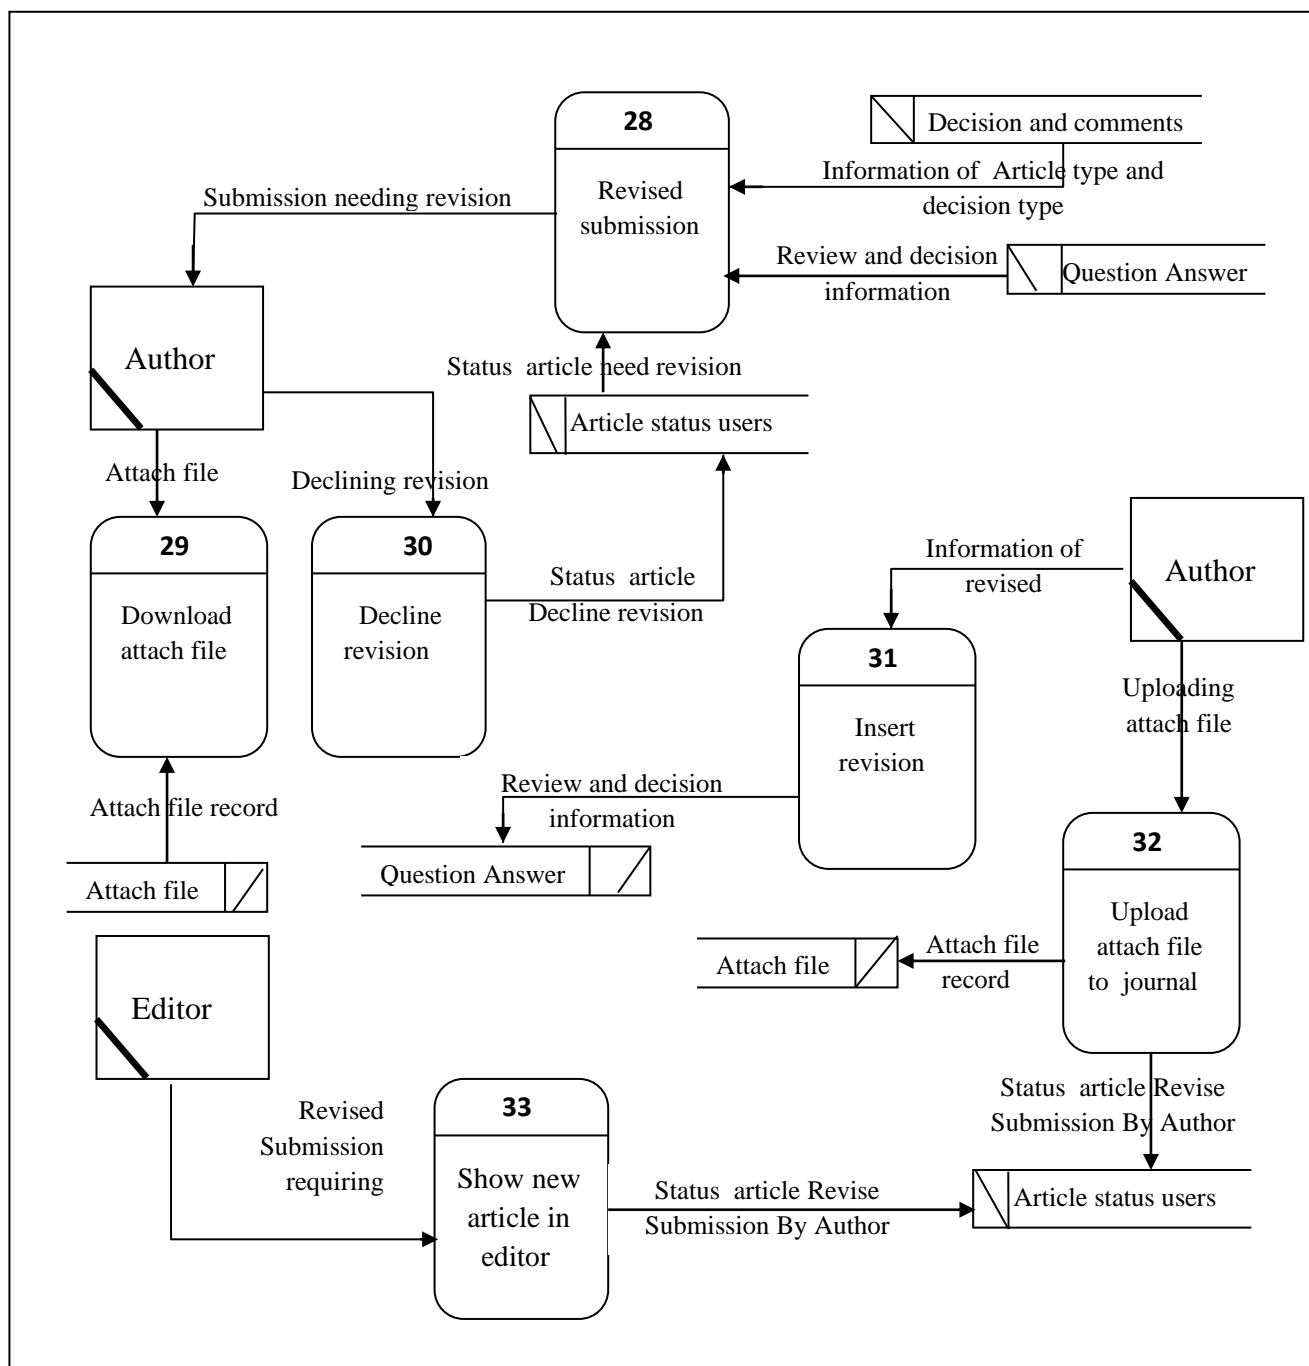 28
Revised
submission
Decision and comments
Information of Article type and
decision type
Submission needing revision
Review and decision
information
Question Answer
Author
Status article need revision
Article status users
Attach file
Declining revision
29
Download
attach file
30
Decline
revision
Status article
Decline revision
Information of
revised
Author
31
Insert
revision
Uploading
attach file
Attach file record
Review and decision
information
Attach file
Question Answer
32
Upload
attach file
to journal
Attach file
Attach file
record
Editor
Revised
Submission
requiring
33
Show new
article in
editor
Status article Revise
Submission By Author
Status article Revise
Submission By Author
Article status users